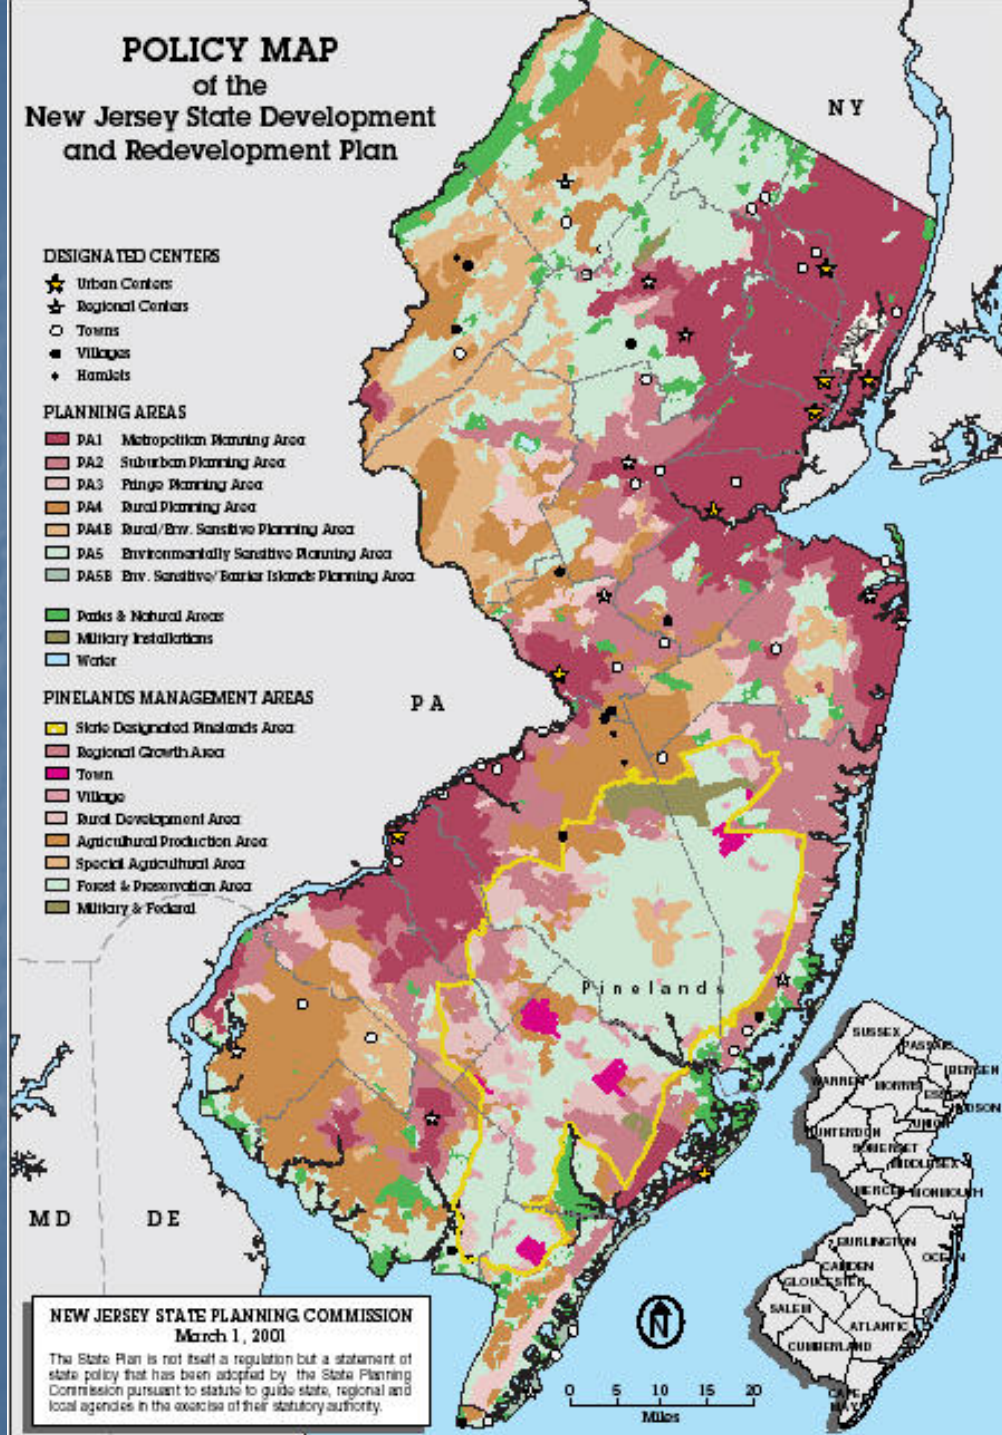 POLICY MAP
of the
New Jersey State Development
and Redevelopment Plan
NY
DESIGNATED CENTERS
Urban Centers
Regional Centers
Towns
Villages
Hamlets
PLANNING AREAS
PA1 Metropolitan Planning Area
PA2 Suburban Planning Area
PA3 Fringe Planning Area
PA4 Rural Planning Area
PA4B Rural/Env. Sensitive Planning Area
PA5 Environmentally Sensitive Planning Area
PA5B Env. Sensitive/Barrier Islands Planning Area
Parks & Natural Areas
Military Installations
Water
PINELANDS MANAGEMENT AREAS
State Designated Pinelands Area
Regional Growth Area
Town
Village
Rural Development Area
Agricultural Production Area
Special Agricultural Area
Forest & Preservation Area
Military & Federal
PA
Pinelands
MD
DE
SUSSEX
PASSAIC
BERGEN
WARREN
MORRIS
ESSEX
HUDSON
UNION
HUNTERDON
SOMERSET
MIDDLESEX
MERCER
MONMOUTH
BURLINGTON
OCEAN
CAMDEN
GLOUCESTER
SALEM
ATLANTIC
CUMBERLAND
CAPE
MAY
NEW JERSEY STATE PLANNING COMMISSION
March 1, 2001
The State Plan is not itself a regulation but a statement of
state policy that has been adopted by the State Planning
Commission pursuant to statute to guide state, regional and
local agencies in the exercise of their statutory authority.
N
0 5 10 15 20
Miles